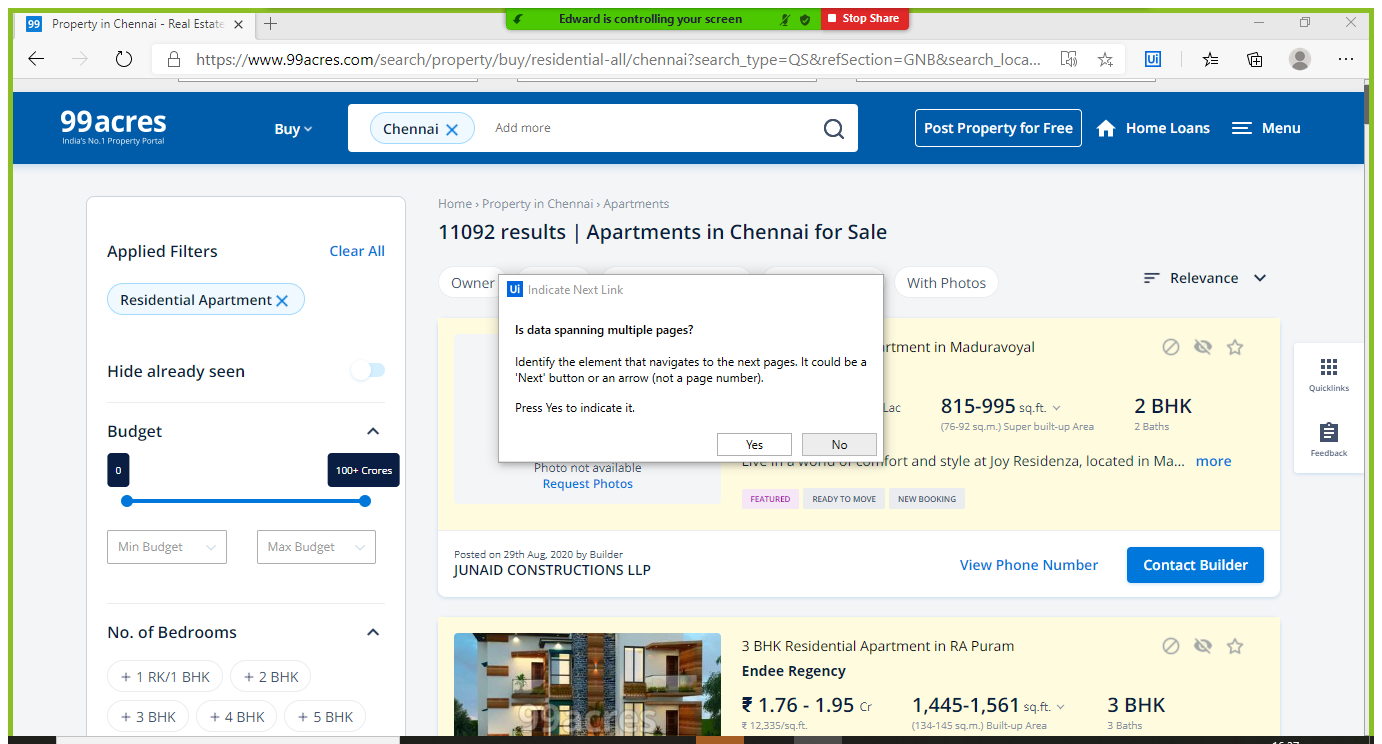 Edward is controlling your screen
Stop Share
99 Property in Chennai - Real Estate
https://www.99acres.com/search/property/buy/residential-all/chennai?search_type=QS&refSection=GNB&search_loca...
Ui
99acres
India's No.1 Property Portal
Buy
Chennai
Add more
Post Property for Free
Home Loans
Menu
Home › Property in Chennai › Apartments
11092 results | Apartments in Chennai for Sale
Applied Filters
Clear All
Residential Apartment
Hide already seen
Budget
0
100+ Crores
Min Budget
Max Budget
No. of Bedrooms
+ 1 RK/1 BHK
+ 2 BHK
+ 3 BHK
+ 4 BHK
+ 5 BHK
Owner
With Photos
Relevance
Ui Indicate Next Link
Is data spanning multiple pages?
Identify the element that navigates to the next pages. It could be a
'Next' button or an arrow (not a page number).
Press Yes to indicate it.
Yes
No
rtment in Maduravoyal
Lac
815-995 sq.ft.
(76-92 sq.m.) Super built-up Area
2 BHK
2 Baths
Photo not available
Request Photos
Live in a world of comfort and style at Joy Residenza, located in Ma... more
FEATURED
READY TO MOVE
NEW BOOKING
Posted on 29th Aug, 2020 by Builder
JUNAID CONSTRUCTIONS LLP
View Phone Number
Contact Builder
Quicklinks
Feedback
99acres
3 BHK Residential Apartment in RA Puram
Endee Regency
₹ 1.76 - 1.95 Cr
₹ 12,335/sq.ft.
1,445-1,561 sq.ft.
(134-145 sq.m.) Built-up Area
3 BHK
3 Baths